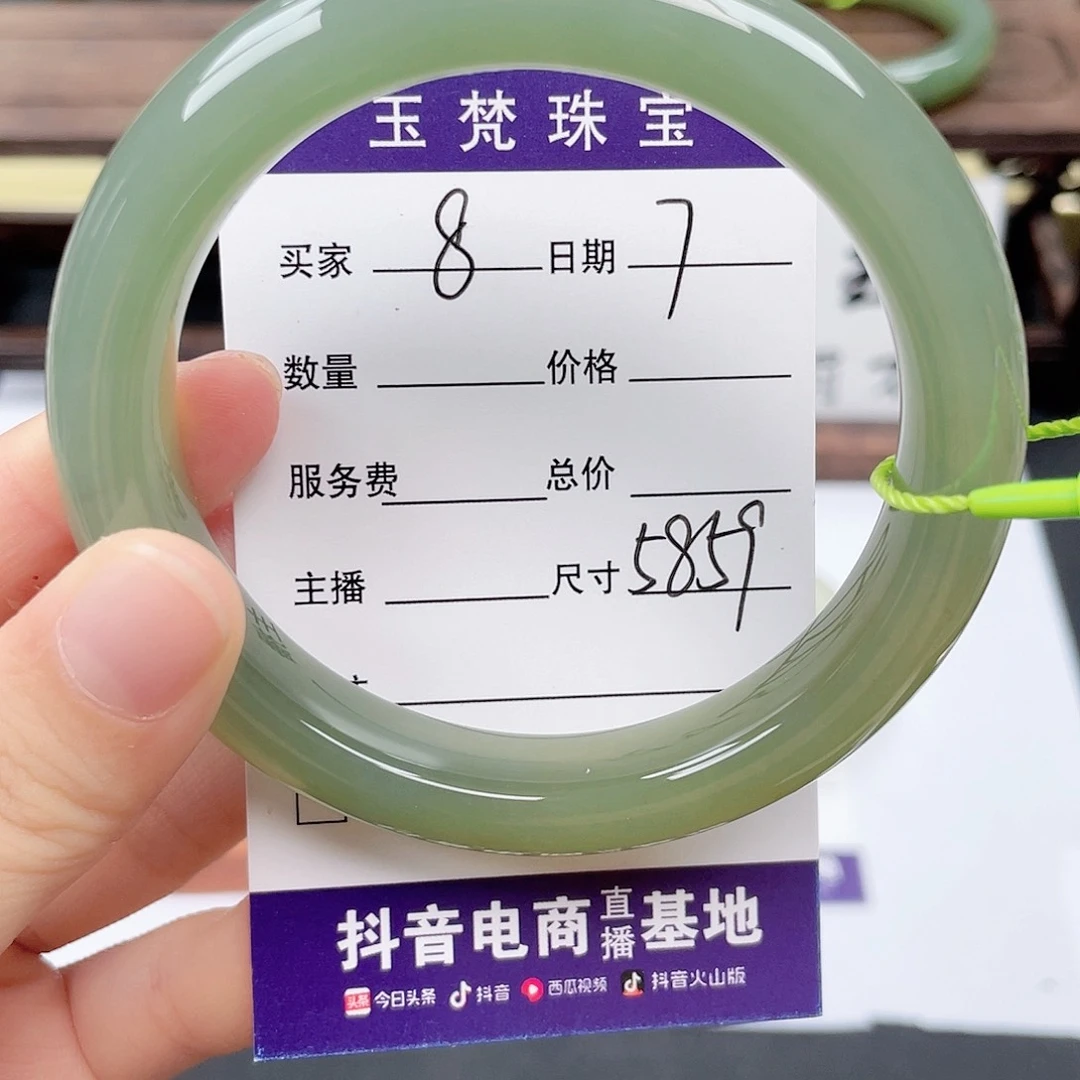 玉梵珠宝
买家 8 日期 7
数量 价格
服务费 总价
主播 尺寸 5859
抖音电商直播基地
头条 今日头条 抖音 西瓜视频 抖音火山版